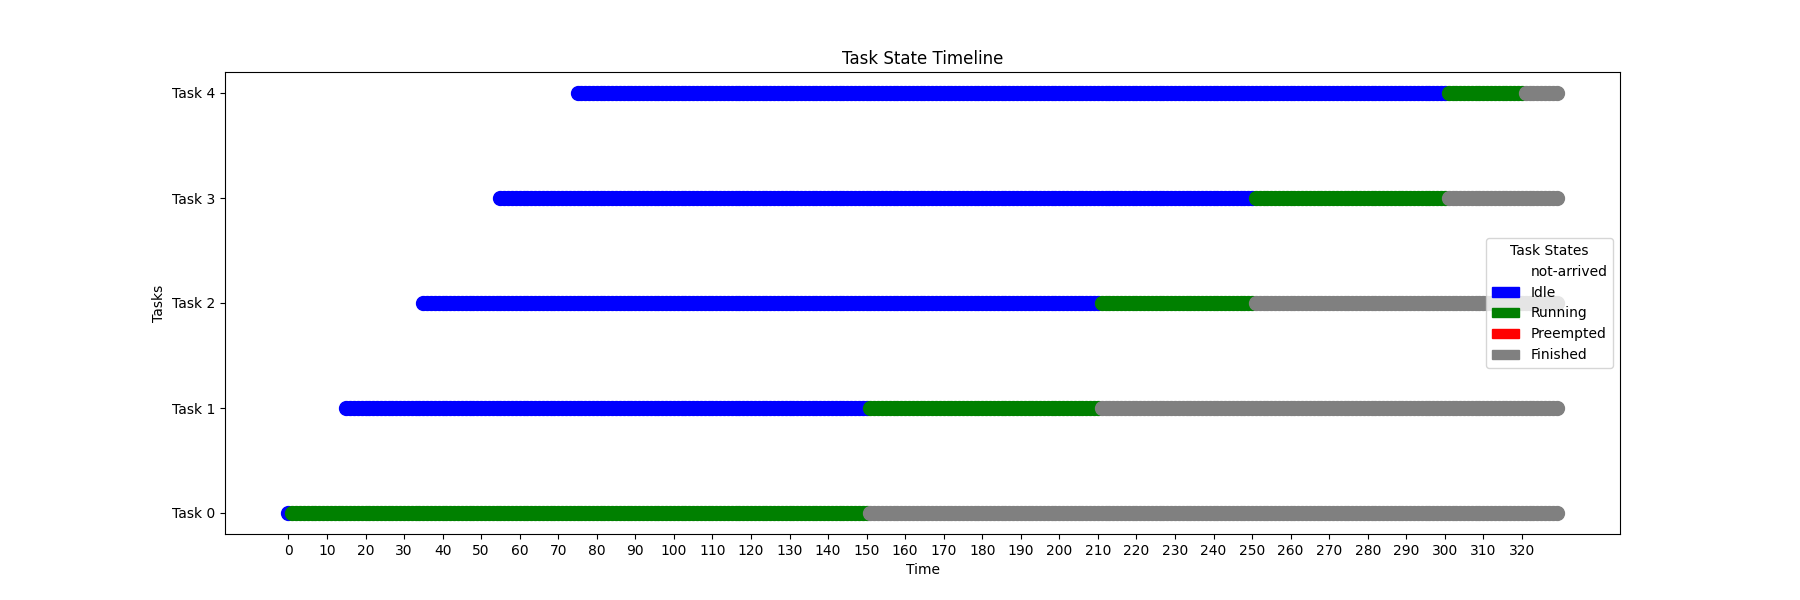 Task State Timeline
Task 4
Task 3
Task 2
Task 1
Task 0
Tasks
Task States
not-arrived
Idle
Running
Preempted
Finished
0 10 20 30 40 50 60 70 80 90 100 110 120 130 140 150 160 170 180 190 200 210 220 230 240 250 260 270 280 290 300 310 320
Time